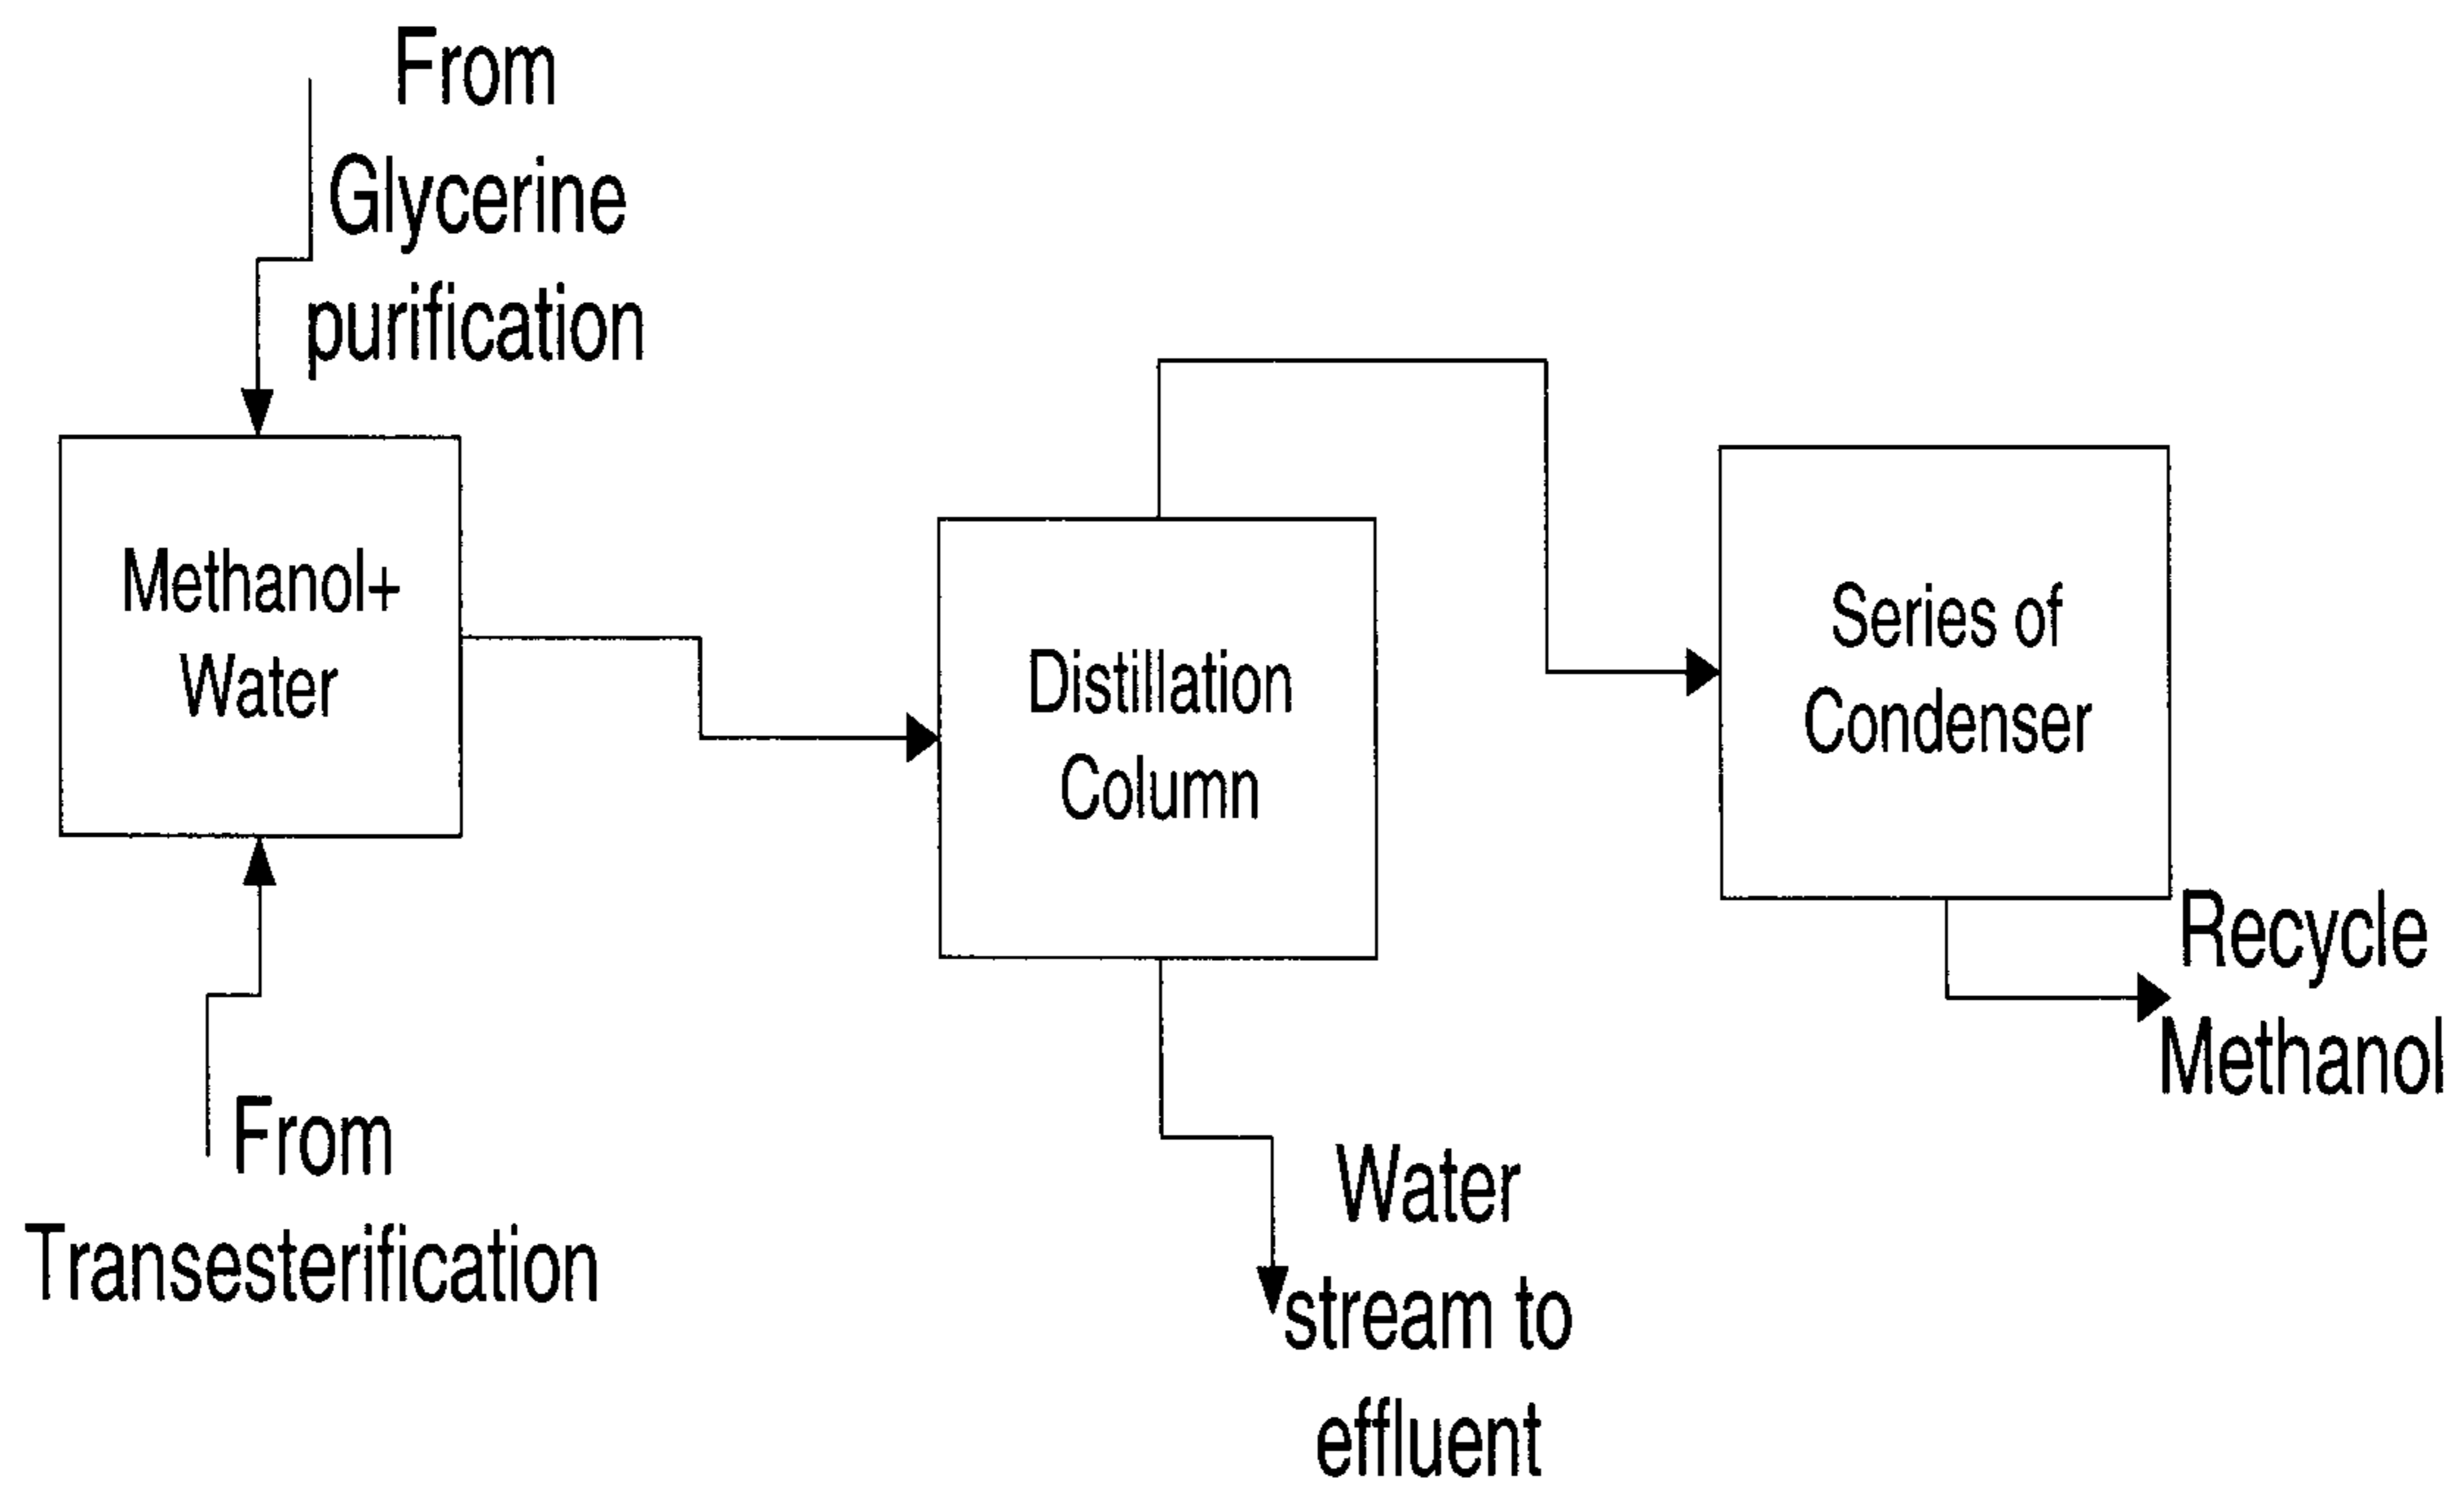 From
Glycerine
purification
Methanol+
Water
From
Transesterification
Distillation
Column
Water
stream to
effluent
Series of
Condenser
Recycle
Methanol